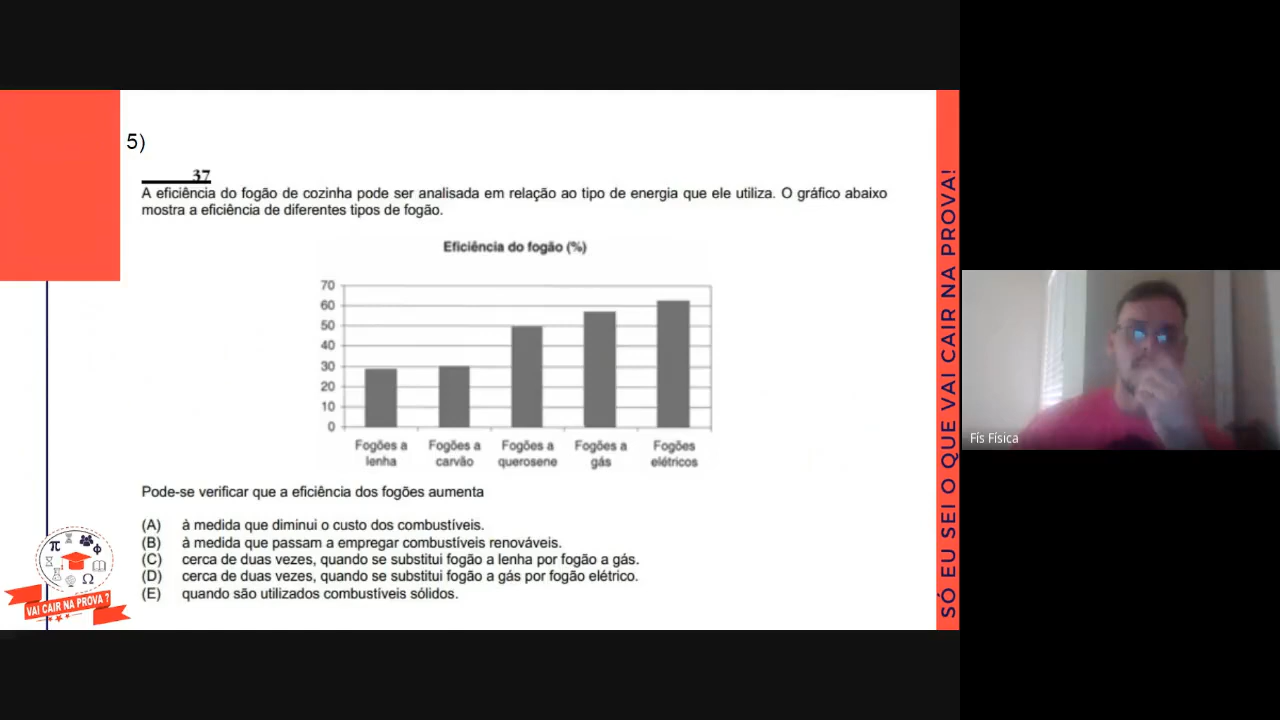 5)
37
A eficiência do fogão de cozinha pode ser analisada em relação ao tipo de energia que ele utiliza. O gráfico abaixo
mostra a eficiência de diferentes tipos de fogão.
Eficiência do fogão (%)
70
60
50
40
30
20
10
0
Fogões a
lenha
Fogões a
carvão
Fogões a
querosene
Fogões a
gás
Fogões
elétricos
Pode-se verificar que a eficiência dos fogões aumenta
(A) à medida que diminui o custo dos combustíveis.
(B) à medida que passam a empregar combustíveis renováveis.
(C) cerca de duas vezes, quando se substitui fogão a lenha por fogão a gás.
(D) cerca de duas vezes, quando se substitui fogão a gás por fogão elétrico.
(E) quando são utilizados combustíveis sólidos.
π
Φ
Ω
VAI CAIR NA PROVA ?
SÓ EU SEI O QUE VAI CAIR NA PROVA!
Fís Física